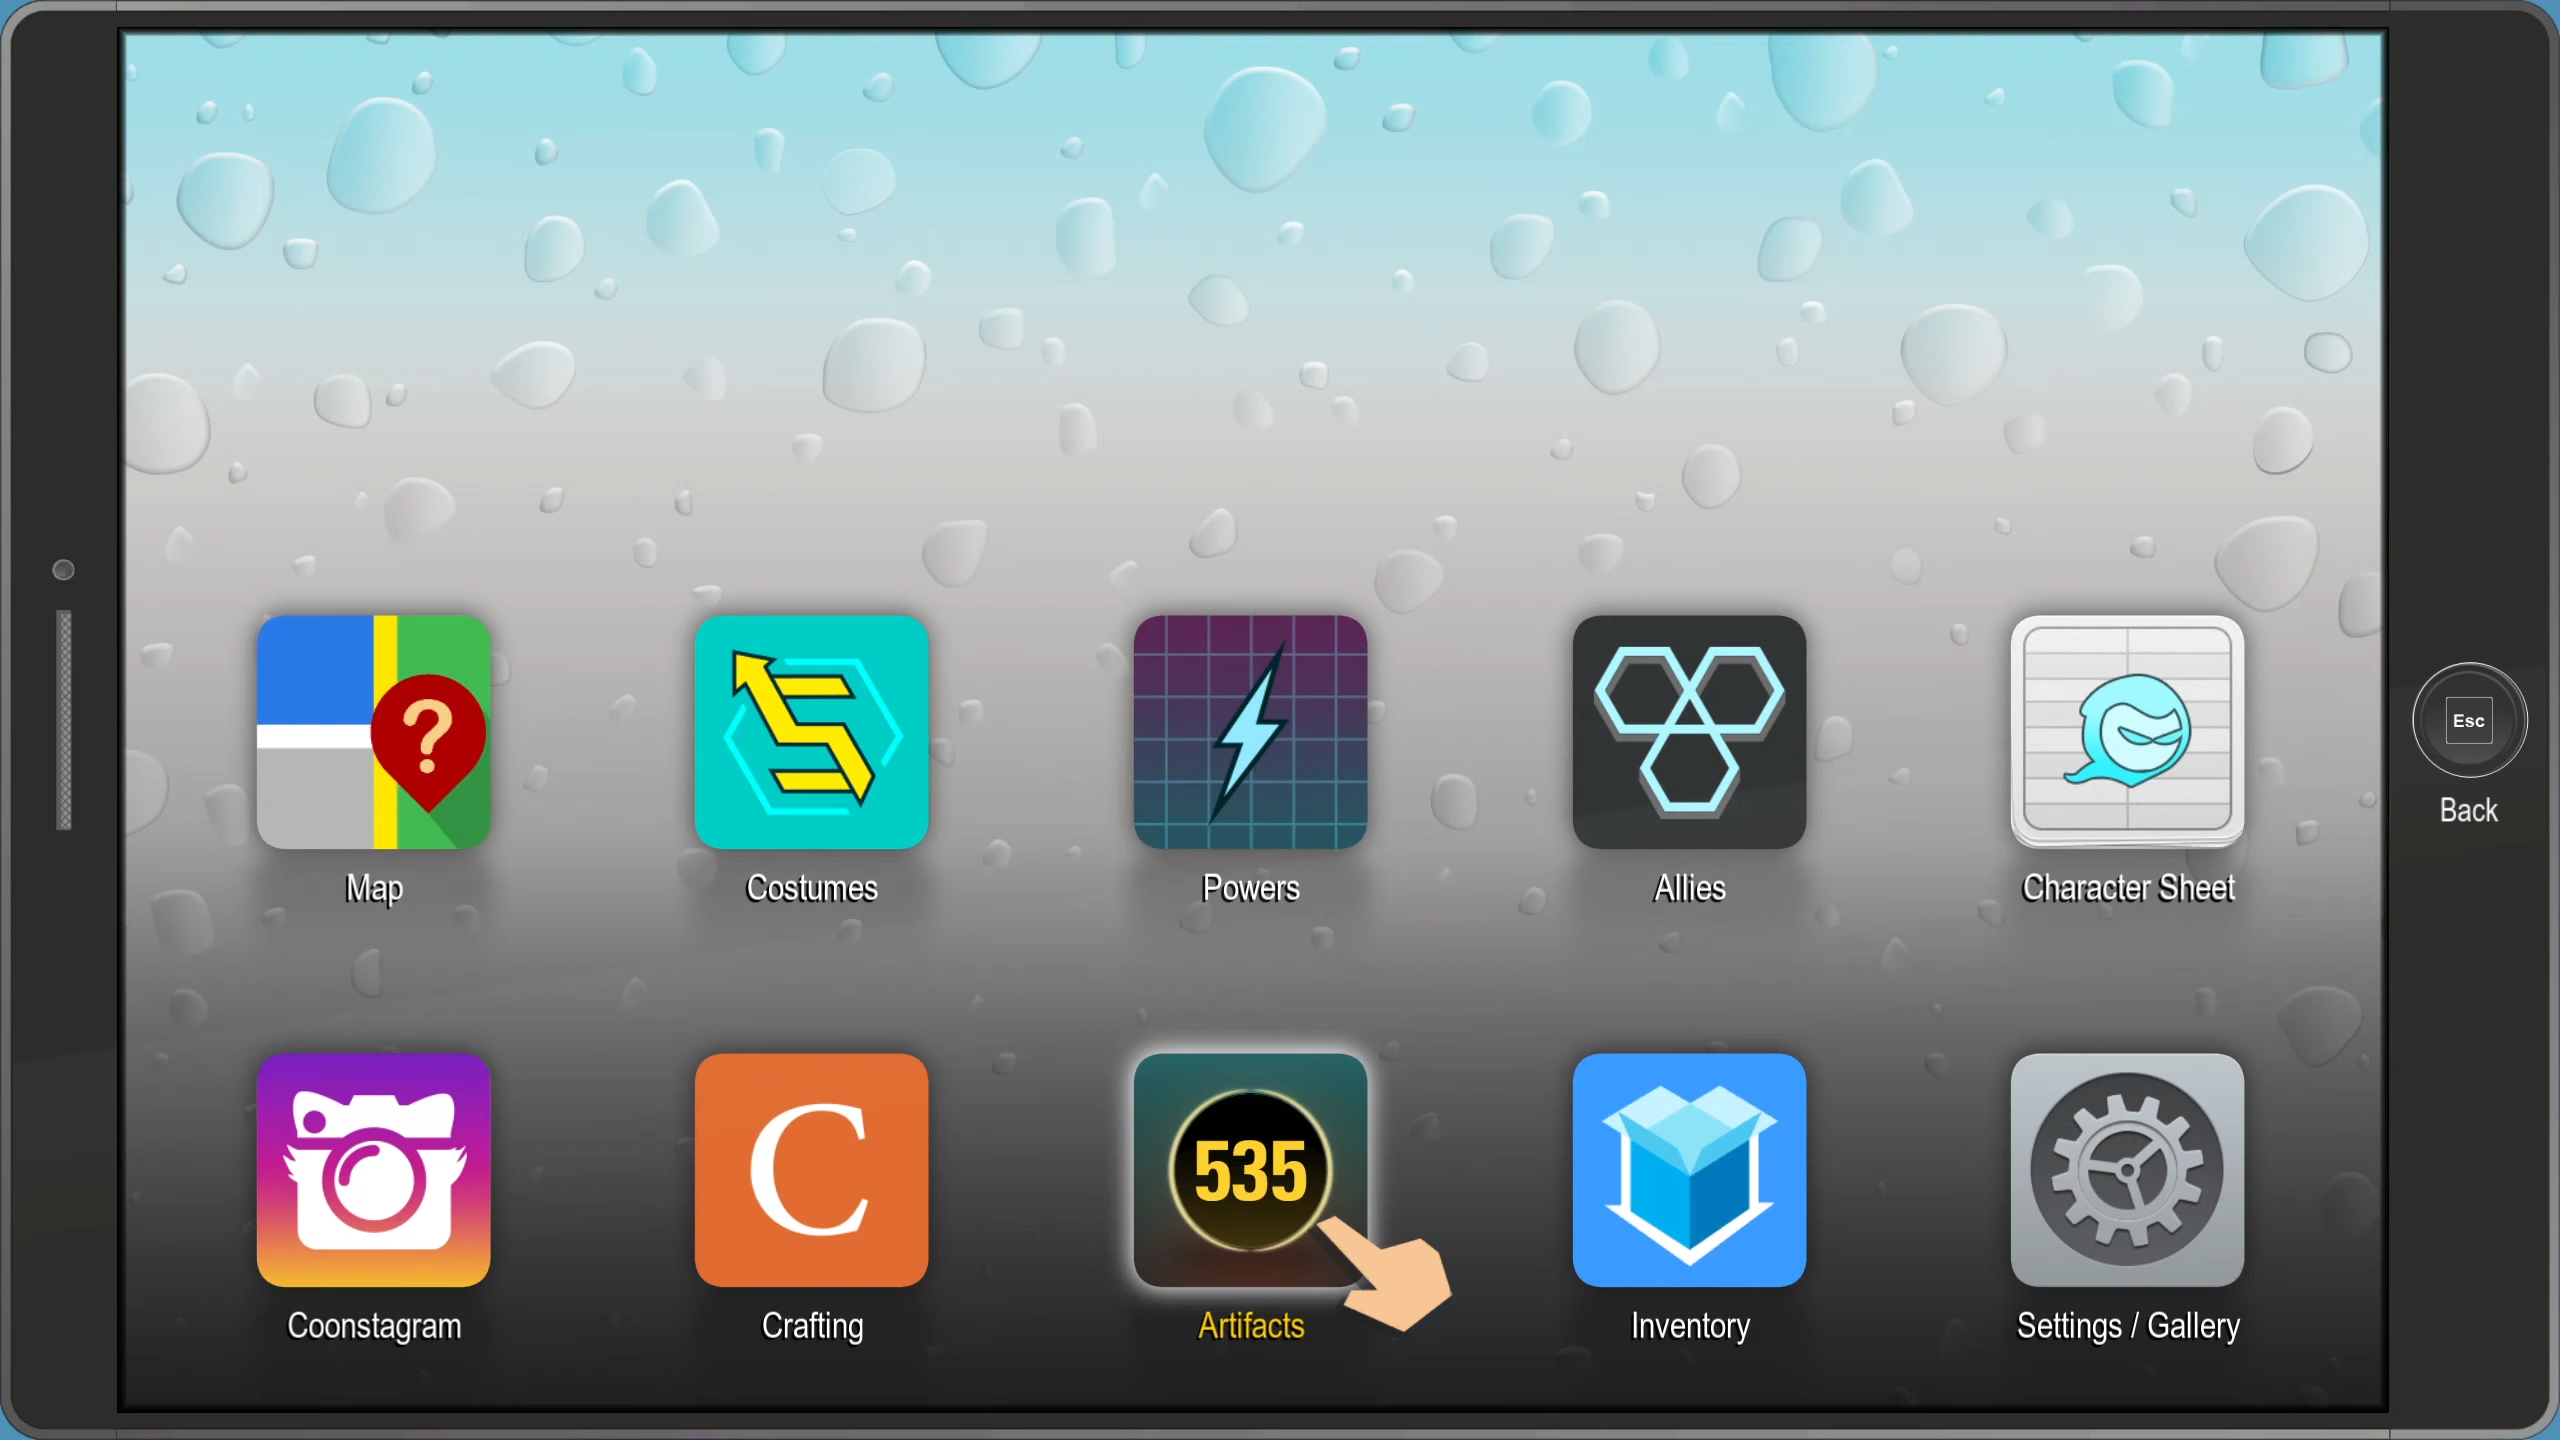 ?
Esc
Back
Map
Costumes
Powers
Allies
Character Sheet
C
535
Coonstagram
Crafting
Artifacts
Inventory
Settings / Gallery